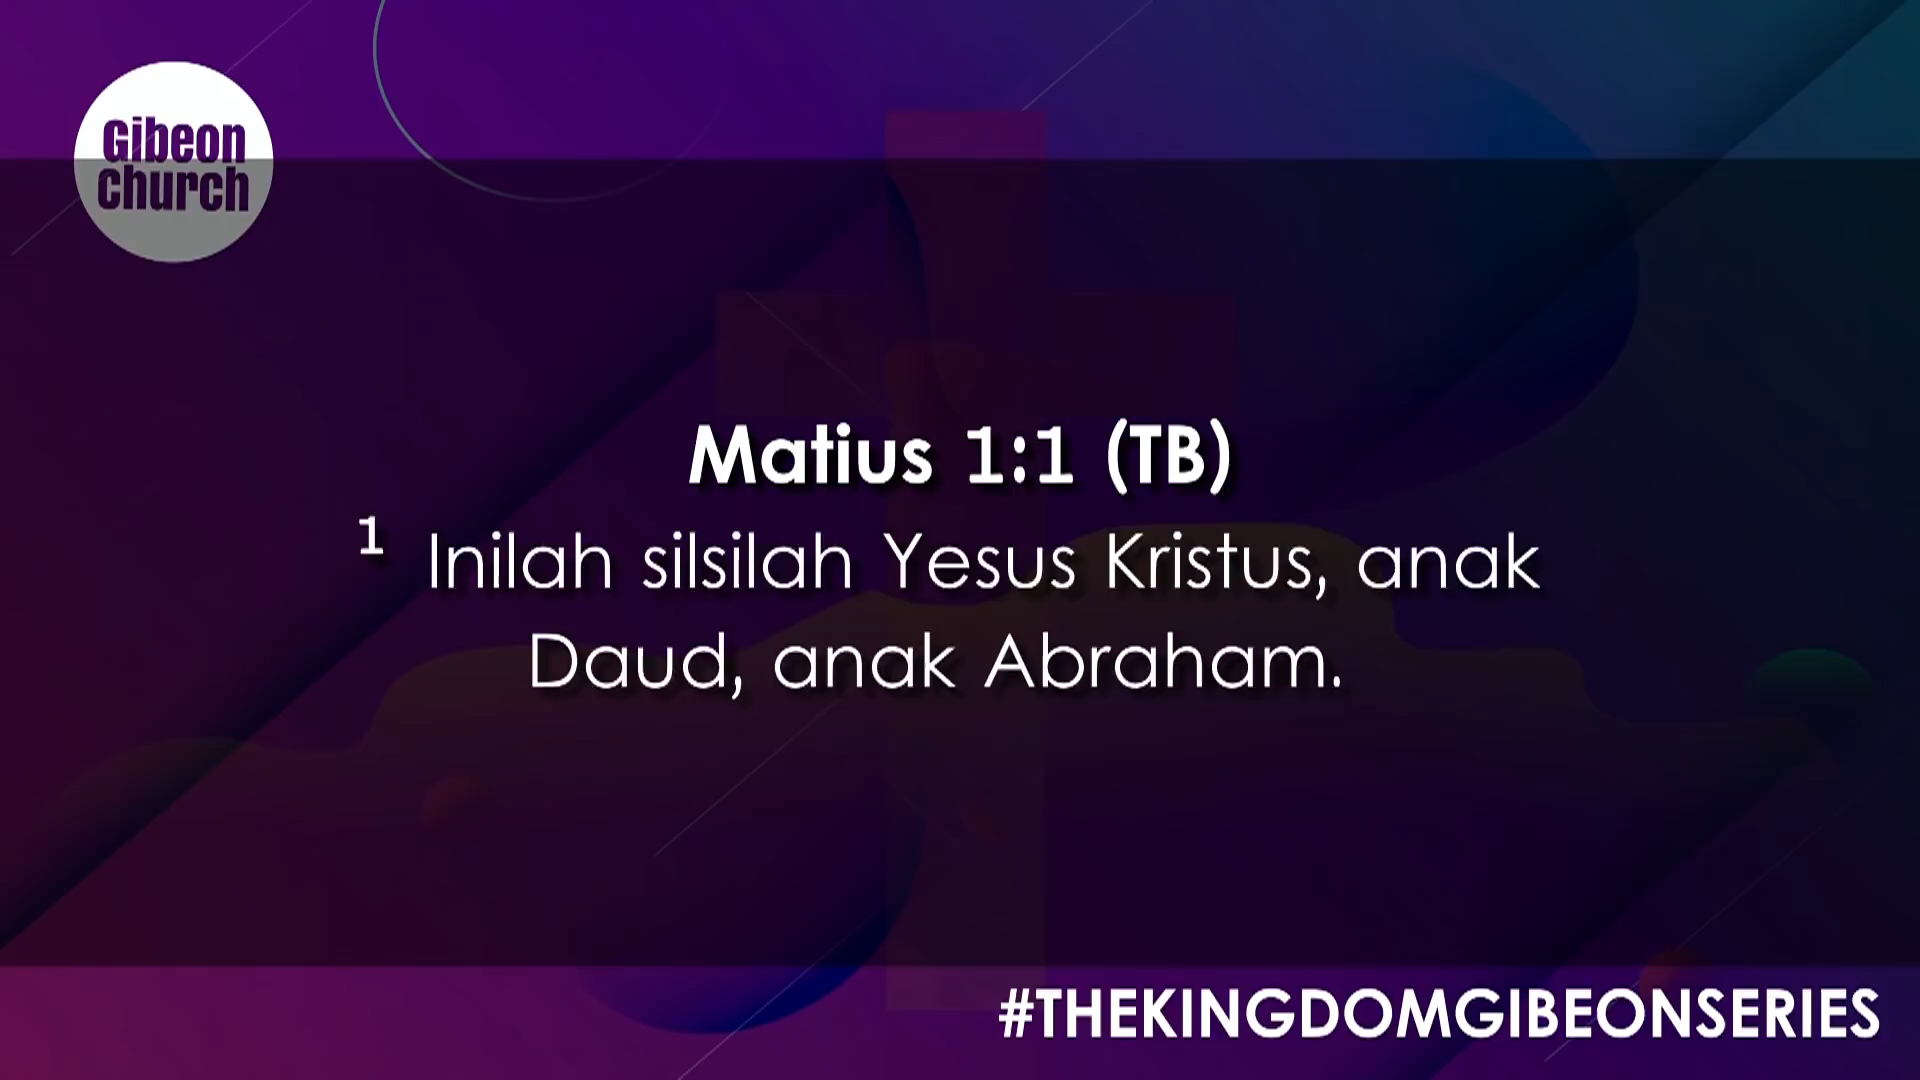 Gibeon
church
Matius 1:1 (TB)
1 Inilah silsilah Yesus Kristus, anak
Daud, anak Abraham.
#THEKINGDOMGIBEONSERIES